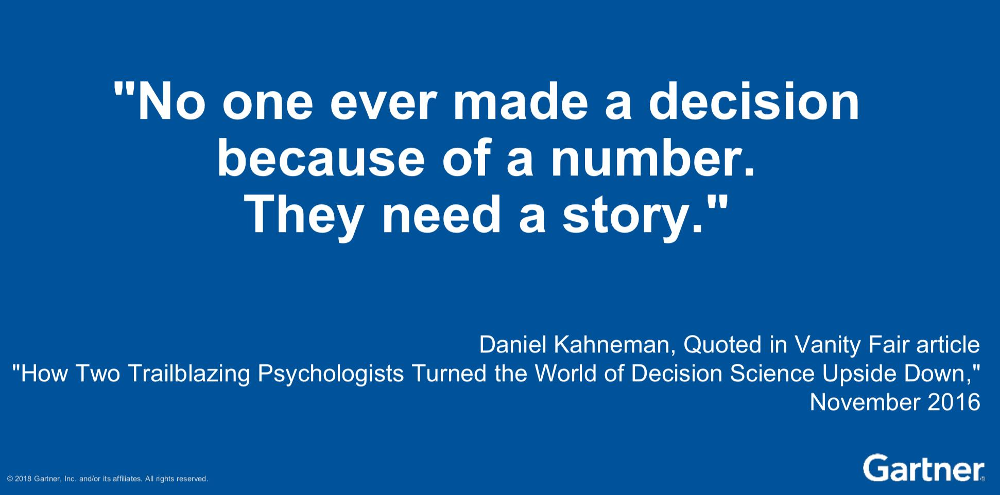 "No one ever made a decision
because of a number.
They need a story."
Daniel Kahneman, Quoted in Vanity Fair article
"How Two Trailblazing Psychologists Turned the World of Decision Science Upside Down,"
November 2016
© 2018 Gartner, Inc. and/or its affiliates. All rights reserved.
Gartner®